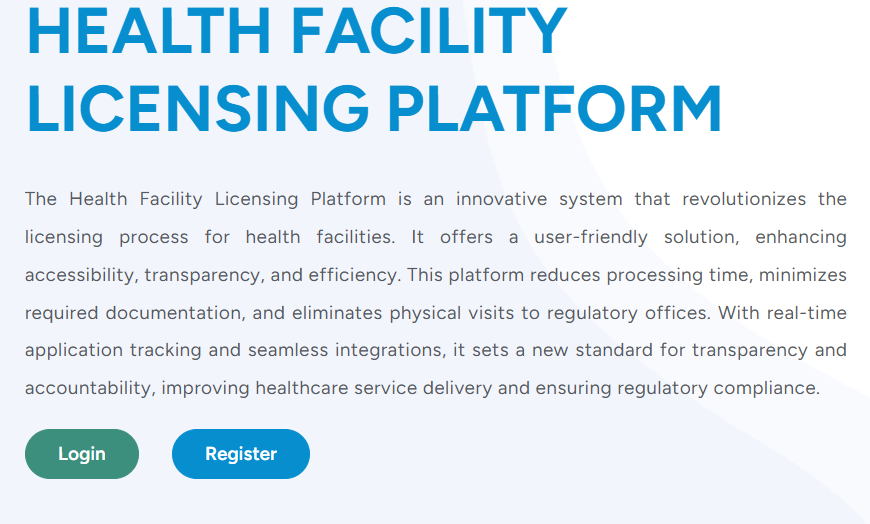 HEALTH FACILITY
LICENSING PLATFORM
The Health Facility Licensing Platform is an innovative system that revolutionizes the
licensing process for health facilities. It offers a user-friendly solution, enhancing
accessibility, transparency, and efficiency. This platform reduces processing time, minimizes
required documentation, and eliminates physical visits to regulatory offices. With real-time
application tracking and seamless integrations, it sets a new standard for transparency and
accountability, improving healthcare service delivery and ensuring regulatory compliance.
Login Register